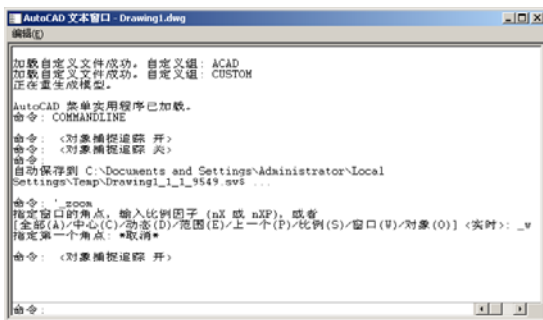 AutoCAD 文本窗口 - Drawing1.dwg
编辑(E)
加载自定义文件成功。自定义组: ACAD
加载自定义文件成功。自定义组: CUSTOM
正在重生成模型。
AutoCAD 菜单实用程序已加载。
命令: COMMANDLINE
命令: <对象捕捉追踪 开>
命令: <对象捕捉追踪 关>
命令:
自动保存到 C:\Documents and Settings\Administrator\Local
Settings\Temp\Drawing1_1_1_9549.sv$ ...
命令: '_zoom
指定窗口的角点，输入比例因子 (nX 或 nXP)，或者
[全部(A)/中心(C)/动态(D)/范围(E)/上一个(P)/比例(S)/窗口(W)/对象(O)] <实时>: _w
指定第一个角点: *取消*
命令: <对象捕捉追踪 开>
命令: